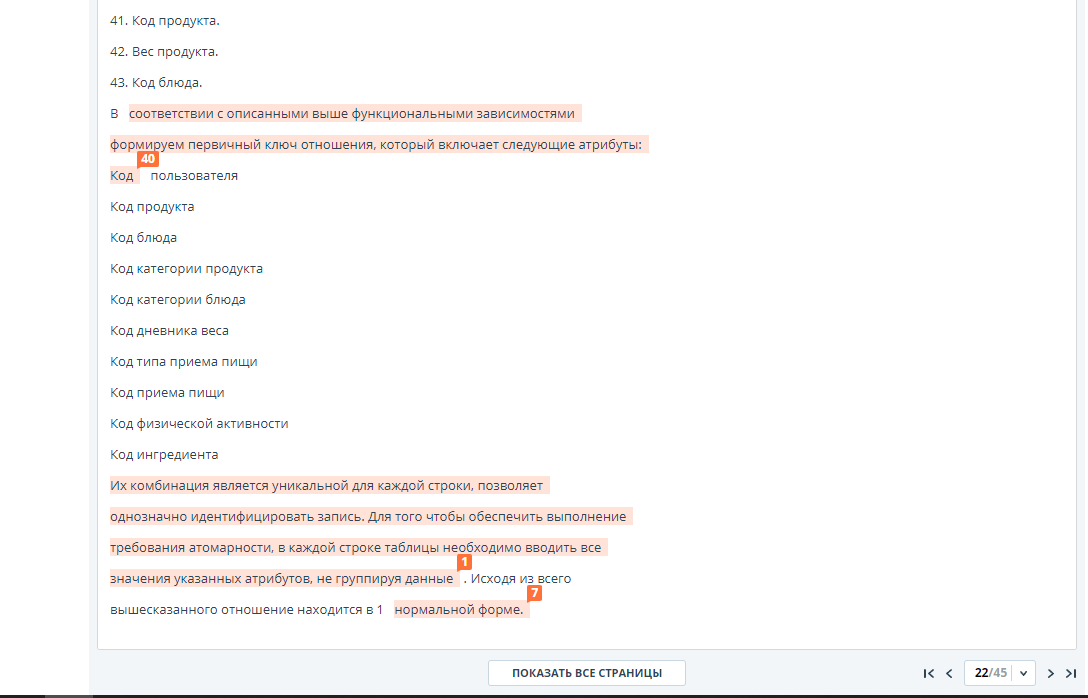 41. Код продукта.
42. Вес продукта.
43. Код блюда.
В соответствии с описанными выше функциональными зависимостями
формируем первичный ключ отношения, который включает следующие атрибуты:
40
Код пользователя
Код продукта
Код блюда
Код категории продукта
Код категории блюда
Код дневника веса
Код типа приема пищи
Код приема пищи
Код физической активности
Код ингредиента
Их комбинация является уникальной для каждой строки, позволяет
однозначно идентифицировать запись. Для того чтобы обеспечить выполнение
требования атомарности, в каждой строке таблицы необходимо вводить все
1
значения указанных атрибутов, не группируя данные . Исходя из всего
7
вышесказанного отношение находится в 1 нормальной форме.
ПОКАЗАТЬ ВСЕ СТРАНИЦЫ
22/45